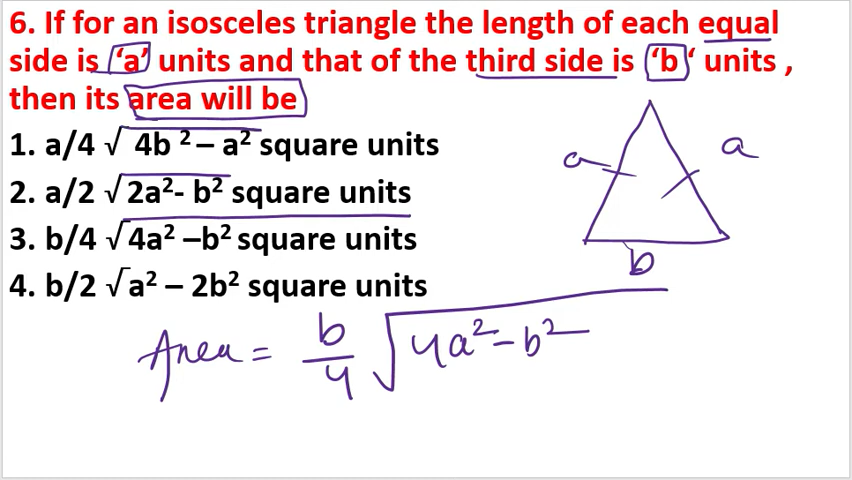 6. If for an isosceles triangle the length of each equal
side is ‘a’ units and that of the third side is ‘b ‘ units ,
then its area will be
1. a/4 √ 4b ² – a² square units
2. a/2 √ 2a²- b² square units
3. b/4 √ 4a² –b² square units
4. b/2 √ a² – 2b² square units
a
a
b
Area = b/4 √ 4a² – b²